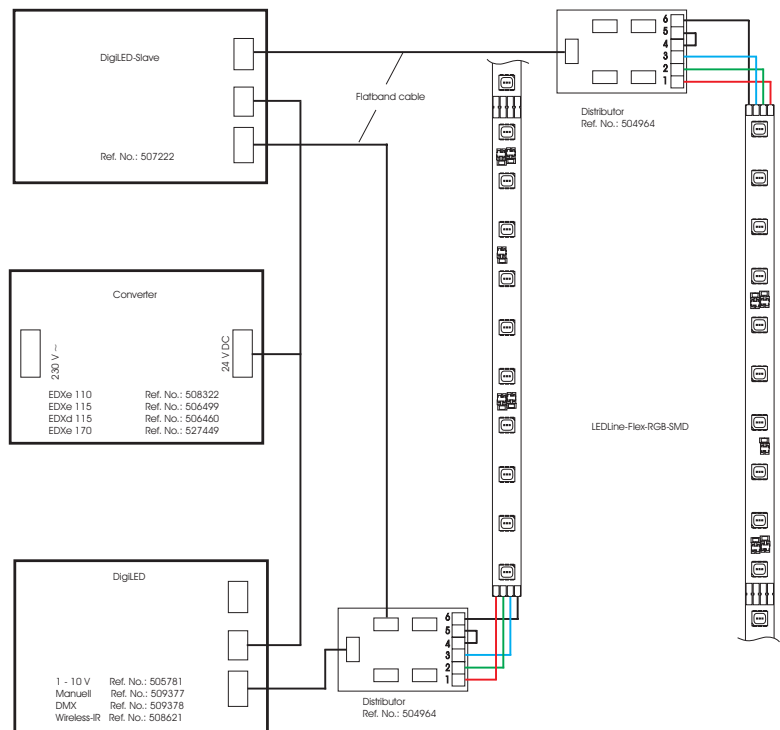 DigiLED-Slave
Ref. No.: 507222
Flatband cable
6
5
4
3
2
1
Distributor
Ref. No.: 504964
Converter
230 V ~
24 V DC
EDXe 110 Ref. No.: 508322
EDXe 115 Ref. No.: 506499
EDXd 115 Ref. No.: 506460
EDXe 170 Ref. No.: 527449
LEDLine-Flex-RGB-SMD
DigiLED
1 - 10 V Ref. No.: 505781
Manuell Ref. No.: 509377
DMX Ref. No.: 509378
Wireless-IR Ref. No.: 508621
6
5
4
3
2
1
Distributor
Ref. No.: 504964